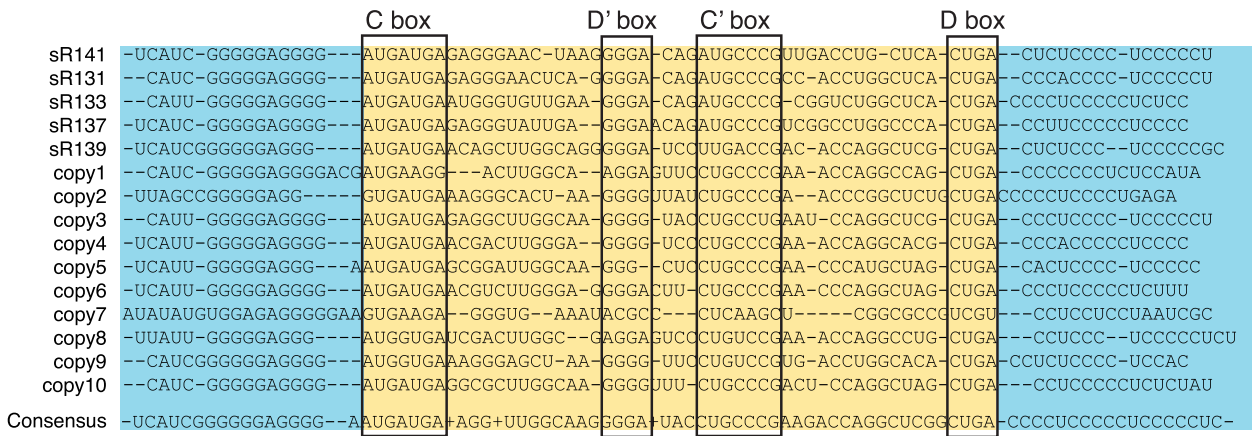 C box D' box C' box D box
sR141 -UCAUC-GGGGGAGGGG---AUGAUGAGAGGGAAC-UAAGGGGA-CAGAUGCCCGUUGACCUG-CUCA-CUGA--CUCUCCCC-UCCCCCU
sR131 --CAUC-GGGGGAGGGG---AUGAUGAGAGGGAACUCA-GGGGA-CAGAUGCCCGCC-ACCUGGCUCA-CUGA--CCCACCCC-UCCCCCU
sR133 --CAUU-GGGGGAGGGG---AUGAUGAAUGGGUGUUGAA-GGGA-CAGAUGCCCG-CGGUCUGGCUCA-CUGA-CCCCUCCCCCUCUCC
sR137 -UCAUC-GGGGGAGGGG---AUGAUGAGAGGGUAUUGA--GGGAACAGAUGCCCGUCGGCCUGGCCCA-CUGA--CCUUCCCCCUCCCC
sR139 -UCAUCGGGGGGAGGG----AUGAUGAACAGCUUGGCAGGGGGA-UCCUUGACCGAC-ACCAGGCUCG-CUGA--CUCUCCC--UCCCCCGC
copy1 --CAUC-GGGGGAGGGGACGAUGAAGG---ACUUGGCA--AGGAGUUCCUGCCCGAA-ACCAGGCCAG-CUGA--CCCCCCCUCUCCAUA
copy2 -UUAGCCGGGGGAGG-----GUGAUGAAAGGGCACU-AA-GGGGUUAUCUGCCCGA--ACCCGGCUCUGCUGACCCCCUCCCCUGAGA
copy3 --CAUU-GGGGGAGGGG---AUGAUGAGAGGCUUGGCAA-GGGG-UACCUGCCUGAAU-CCAGGCUCG-CUGA--CCCUCCCC-UCCCCCU
copy4 -UCAUU-GGGGGAGGGG---AUGAUGAACGACUUGGGA--GGGG-UCCCUGCCCGAA-ACCAGGCACG-CUGA--CCCACCCCCUCCCC
copy5 -UCAUU-GGGGGAGGG---AAUGAUGAGCGGAUUGGCAA-GGG-CUCCUGCCCGAA-CCCAUGCUAG-CUGA--CACUCCCC-UCCCCC
copy6 -UCAUU-GGGGGAGGG----AUGAUGAACGUCUUGGGA-GGGGACUU-CUGCCCGAA-CCCAGGCUAG-CUGA--CCCUCCCCCUCUUU
copy7 AUAUAUGUGGAGAGGGGGAAGUGAAGA--GGGUG--AAAUACGCC---CUCAAGCU-----CGGCGCCGUCGU---CCUCCUCCUAAUCGC
copy8 -UUAUU-GGGGGAGGGG---AUGGUGAUCGACUUGGC--GAGGAGUCCCUGUCCGAA-ACCAGCCUG-CUGA---CCUCCC--UCCCCCUCU
copy9 --CAUCGGGGGGAGGG----AUGGUGAAAGGGAGCU-AA-GGGG-UUCCUGUCCGUG-ACUGGCACA-CUGA-CCUCUCCCC-UCCAC
copy10 --CAUC-GGGGGAGGGG---AUGAUGAGGCGCUUGGCAA-GGGGUUU-CUGCCCGACU-CCAGGCUAG-CUGA---CCUCCCCCUCUCUAU
Consensus -UCAUCGGGGGGAGGGG--AAUGAUGA+AGG+UUGGCAAGGGGA+UACCUGCCCGAAGACCAGGCUCGGCUGA-CCCCUCCCCCUCCCCCUC-